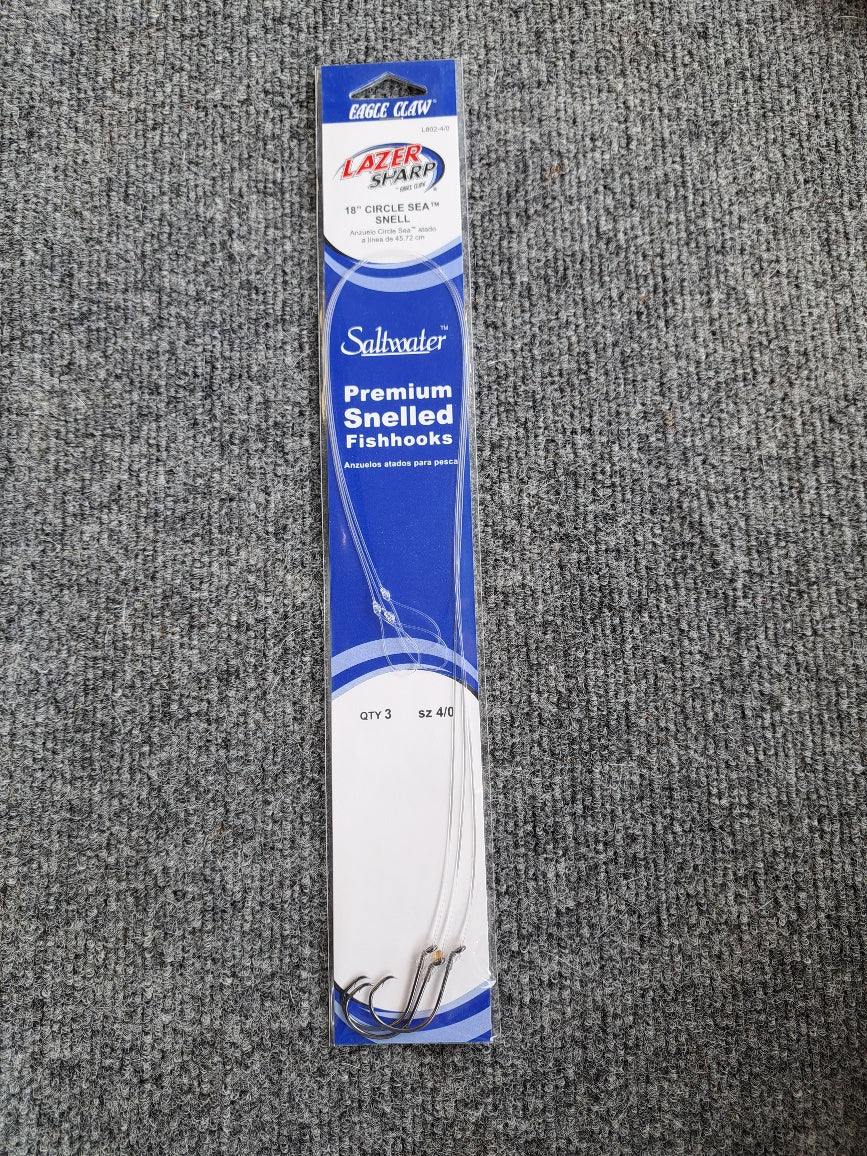 EAGLE CLAW®
L802-4/0
LAZER
SHARP®
™ EAGLE CLAW
18" CIRCLE SEA™
SNELL
Anzuelo Circle Sea™ atado
a línea de 45,72 cm
Saltwater™
Premium
Snelled
Fishhooks
Anzuelos atados para pesca
QTY 3 sz 4/0